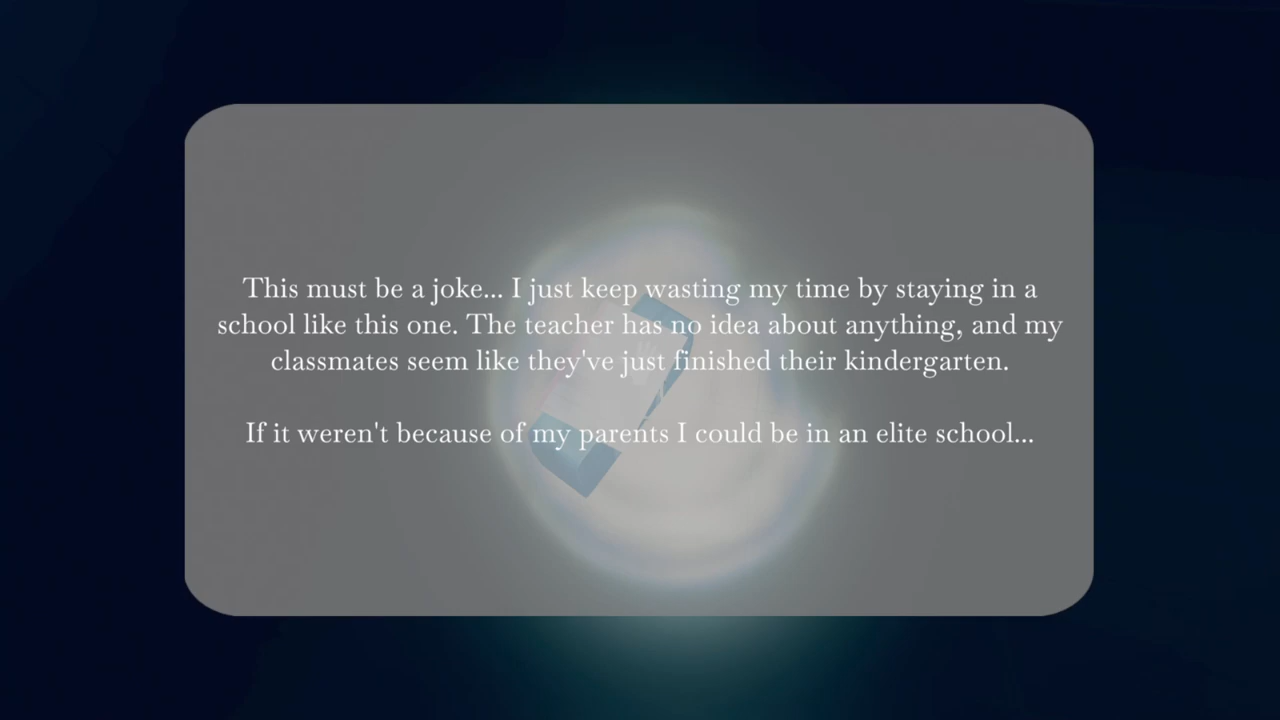 This must be a joke... I just keep wasting my time by staying in a
school like this one. The teacher has no idea about anything, and my
classmates seem like they've just finished their kindergarten.
If it weren't because of my parents I could be in an elite school...